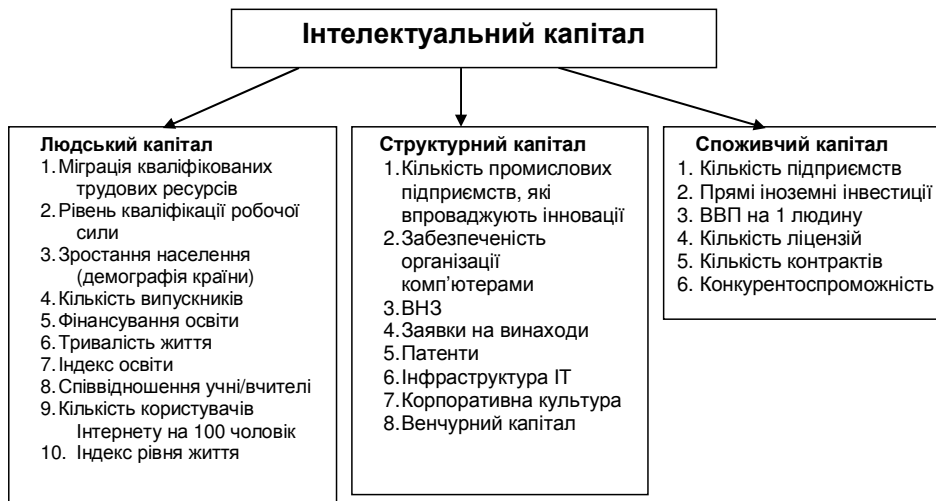 Інтелектуальний капітал
Людський капітал
1. Міграція кваліфікованих
трудових ресурсів
2. Рівень кваліфікації робочої
сили
3. Зростання населення
(демографія країни)
4. Кількість випускників
5. Фінансування освіти
6. Тривалість життя
7. Індекс освіти
8. Співвідношення учні/вчителі
9. Кількість користувачів
Інтернету на 100 чоловік
10. Індекс рівня життя
Структурний капітал
1. Кількість промислових
підприємств, які
впроваджують інновації
2. Забезпеченість
організації
комп’ютерами
3. ВНЗ
4. Заявки на винаходи
5. Патенти
6. Інфраструктура ІТ
7. Корпоративна культура
8. Венчурний капітал
Споживчий капітал
1. Кількість підприємств
2. Прямі іноземні інвестиції
3. ВВП на 1 людину
4. Кількість ліцензій
5. Кількість контрактів
6. Конкурентоспроможність